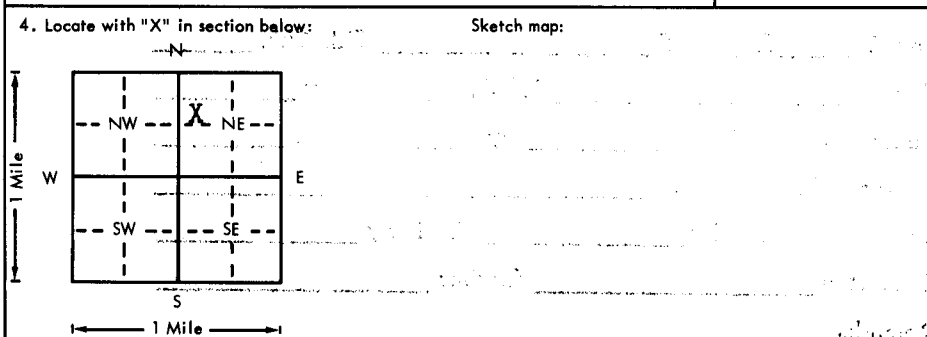 4. Locate with "X" in section below: Sketch map:
N
NW X NE
1 Mile
W E
SW SE
S
1 Mile